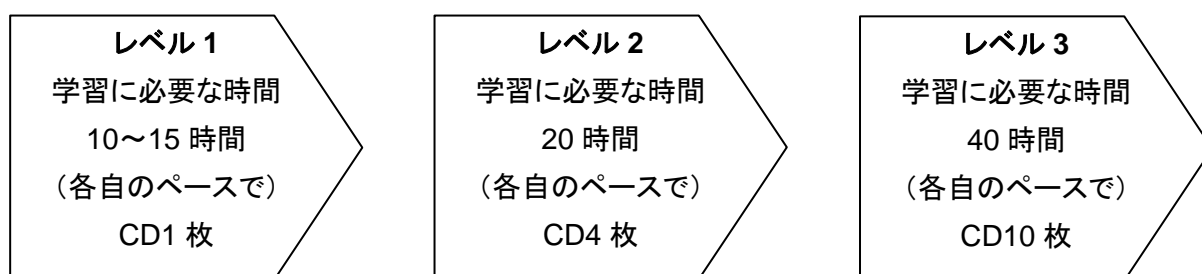 レベル 1
学習に必要な時間
10～15 時間
（各自のペースで）
CD1 枚
レベル 2
学習に必要な時間
20 時間
（各自のペースで）
CD4 枚
レベル 3
学習に必要な時間
40 時間
（各自のペースで）
CD10 枚